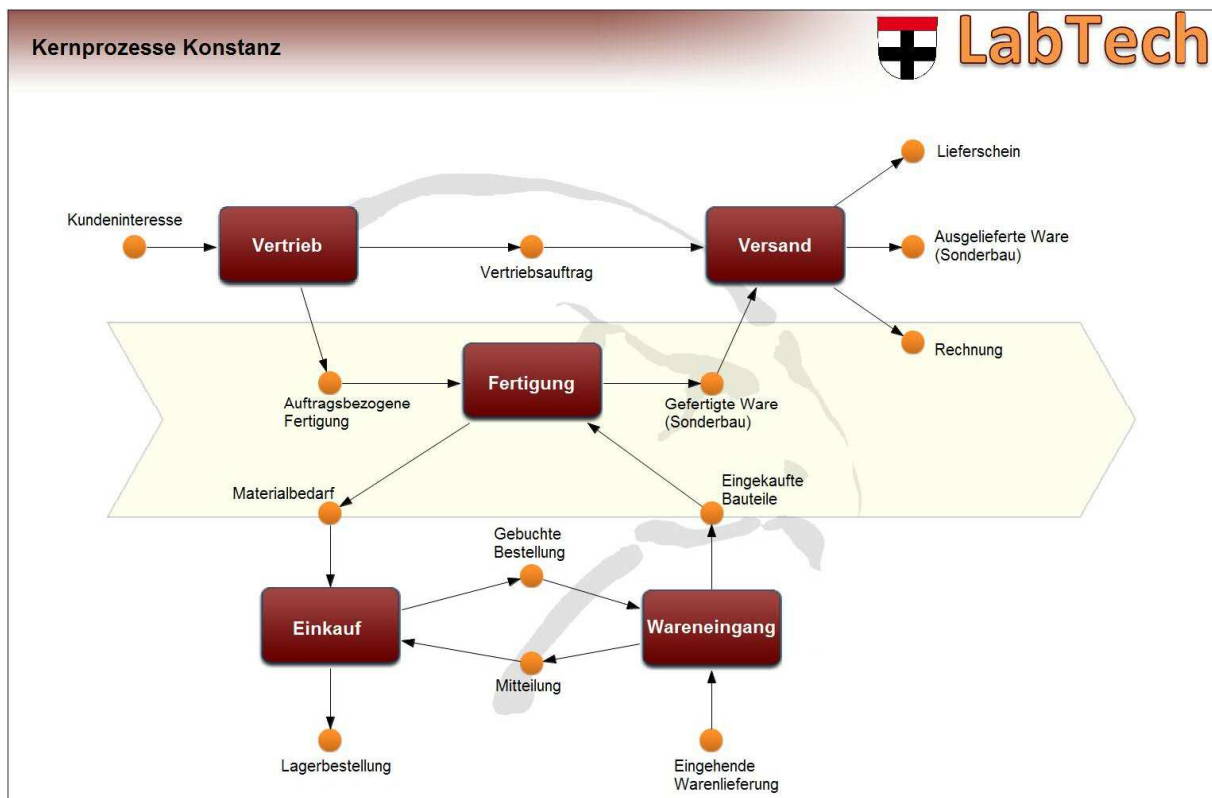 Kernprozesse Konstanz
LabTech
Lieferschein
Kundeninteresse
Vertrieb
Versand
Ausgelieferte Ware
(Sonderbau)
Vertriebsauftrag
Rechnung
Fertigung
Auftragsbezogene
Fertigung
Gefertigte Ware
(Sonderbau)
Materialbedarf
Eingekaufte
Bauteile
Gebuchte
Bestellung
Einkauf
Wareneingang
Mitteilung
Lagerbestellung
Eingehende
Warenlieferung